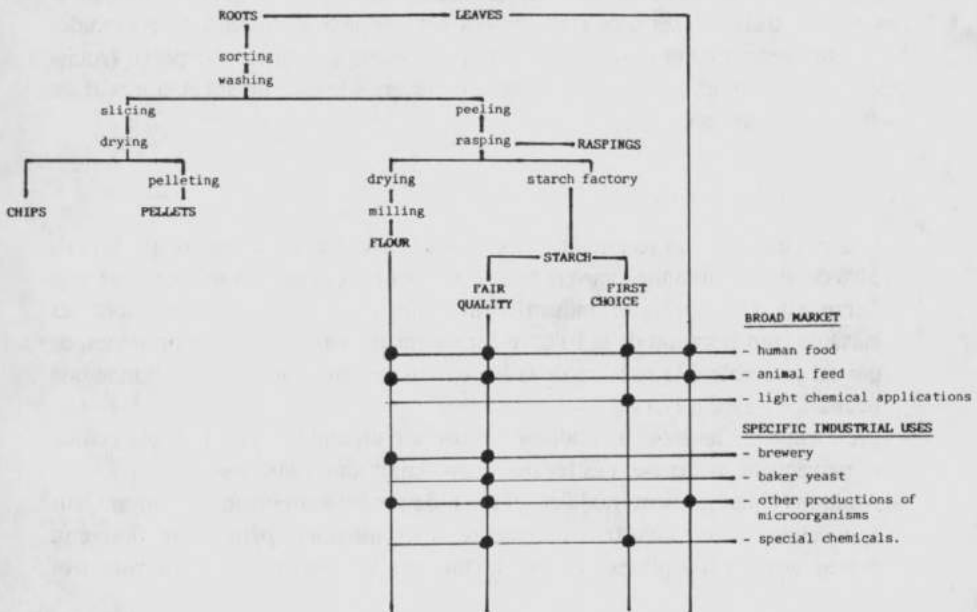 ROOTS LEAVES
sorting
washing
slicing peeling
drying rasping RASPINGS
pelleting drying starch factory
CHIPS PELLETS milling
FLOUR
STARCH
FAIR FIRST
QUALITY CHOICE
BROAD MARKET
- human food
- animal feed
- light chemical applications
SPECIFIC INDUSTRIAL USES
- brewery
- baker yeast
- other productions of
microorganisms
- special chemicals.